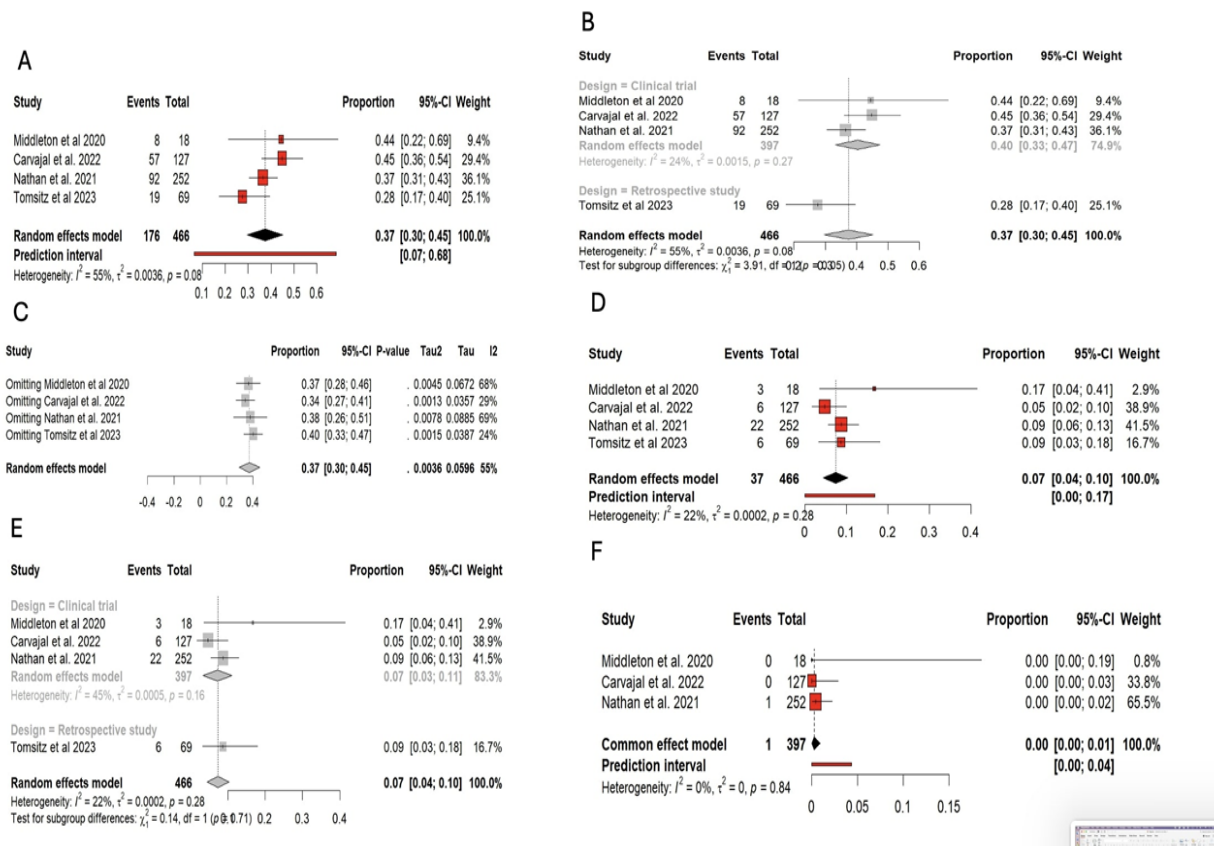 A
Study Events Total Proportion 95%-CI Weight
Middleton et al 2020 8 18 0.44 [0.22; 0.69] 9.4%
Carvajal et al. 2022 57 127 0.45 [0.36; 0.54] 29.4%
Nathan et al. 2021 92 252 0.37 [0.31; 0.43] 36.1%
Tomsitz et al 2023 19 69 0.28 [0.17; 0.40] 25.1%
Random effects model 176 466 0.37 [0.30; 0.45] 100.0%
Prediction interval [0.07; 0.68]
Heterogeneity: I² = 55%, τ² = 0.0036, p = 0.08
0.1 0.2 0.3 0.4 0.5 0.6
B
Study Events Total Proportion 95%-CI Weight
Design = Clinical trial
Middleton et al 2020 8 18 0.44 [0.22; 0.69] 9.4%
Carvajal et al. 2022 57 127 0.45 [0.36; 0.54] 29.4%
Nathan et al. 2021 92 252 0.37 [0.31; 0.43] 36.1%
Random effects model 397 0.40 [0.33; 0.47] 74.9%
Heterogeneity: I² = 24%, τ² = 0.0015, p = 0.27
Design = Retrospective study
Tomsitz et al 2023 19 69 0.28 [0.17; 0.40] 25.1%
Random effects model 466 0.37 [0.30; 0.45] 100.0%
Heterogeneity: I² = 55%, τ² = 0.0036, p = 0.08
Test for subgroup differences: χ²₁ = 3.91, df = 0.4 0.5 0.6
C
Study Proportion 95%-CI P-value Tau2 Tau I2
Omitting Middleton et al 2020 0.37 [0.28; 0.46] . 0.0045 0.0672 68%
Omitting Carvajal et al. 2022 0.34 [0.27; 0.41] . 0.0013 0.0357 29%
Omitting Nathan et al. 2021 0.38 [0.26; 0.51] . 0.0078 0.0885 69%
Omitting Tomsitz et al 2023 0.40 [0.33; 0.47] . 0.0015 0.0387 24%
Random effects model 0.37 [0.30; 0.45] . 0.0036 0.0596 55%
-0.4 -0.2 0 0.2 0.4
D
Study Events Total Proportion 95%-CI Weight
Middleton et al 2020 3 18 0.17 [0.04; 0.41] 2.9%
Carvajal et al. 2022 6 127 0.05 [0.02; 0.10] 38.9%
Nathan et al. 2021 22 252 0.09 [0.06; 0.13] 41.5%
Tomsitz et al 2023 6 69 0.09 [0.03; 0.18] 16.7%
Random effects model 37 466 0.07 [0.04; 0.10] 100.0%
Prediction interval [0.00; 0.17]
Heterogeneity: I² = 22%, τ² = 0.0002, p = 0.28
0 0.1 0.2 0.3 0.4
E
Study Events Total Proportion 95%-CI Weight
Design = Clinical trial
Middleton et al 2020 3 18 0.17 [0.04; 0.41] 2.9%
Carvajal et al. 2022 6 127 0.05 [0.02; 0.10] 38.9%
Nathan et al. 2021 22 252 0.09 [0.06; 0.13] 41.5%
Random effects model 397 0.07 [0.03; 0.11] 83.3%
Heterogeneity: I² = 45%, τ² = 0.0005, p = 0.16
Design = Retrospective study
Tomsitz et al 2023 6 69 0.09 [0.03; 0.18] 16.7%
Random effects model 466 0.07 [0.04; 0.10] 100.0%
Heterogeneity: I² = 22%, τ² = 0.0002, p = 0.28
Test for subgroup differences: χ²₁ = 0.14, df = 1 0.71) 0.2 0.3 0.4
F
Study Events Total Proportion 95%-CI Weight
Middleton et al. 2020 0 18 0.00 [0.00; 0.19] 0.8%
Carvajal et al. 2022 0 127 0.00 [0.00; 0.03] 33.8%
Nathan et al. 2021 1 252 0.00 [0.00; 0.02] 65.5%
Common effect model 1 397 0.00 [0.00; 0.01] 100.0%
Prediction interval [0.00; 0.04]
Heterogeneity: I² = 0%, τ² = 0, p = 0.84
0 0.05 0.1 0.15